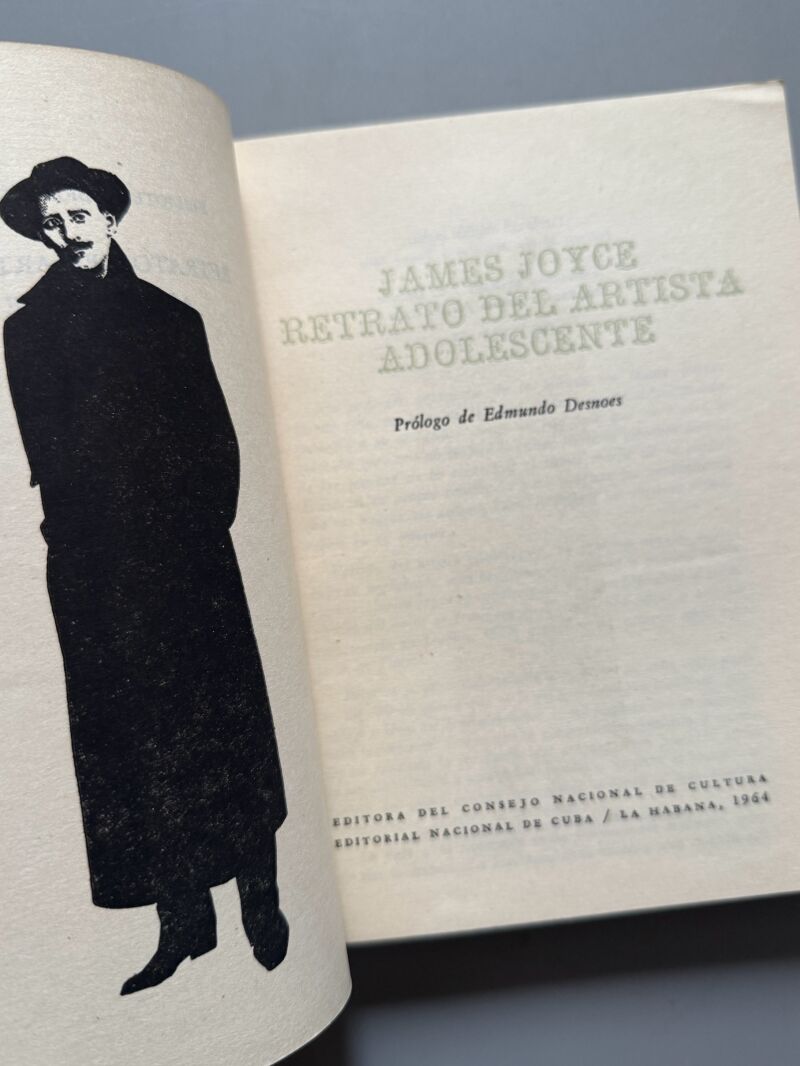 JAMES JOYCE
RETRATO DEL ARTISTA
ADOLESCENTE
Prólogo de Edmundo Desnoes
EDITORA DEL CONSEJO NACIONAL DE CULTURA
EDITORIAL NACIONAL DE CUBA / LA HABANA, 1964